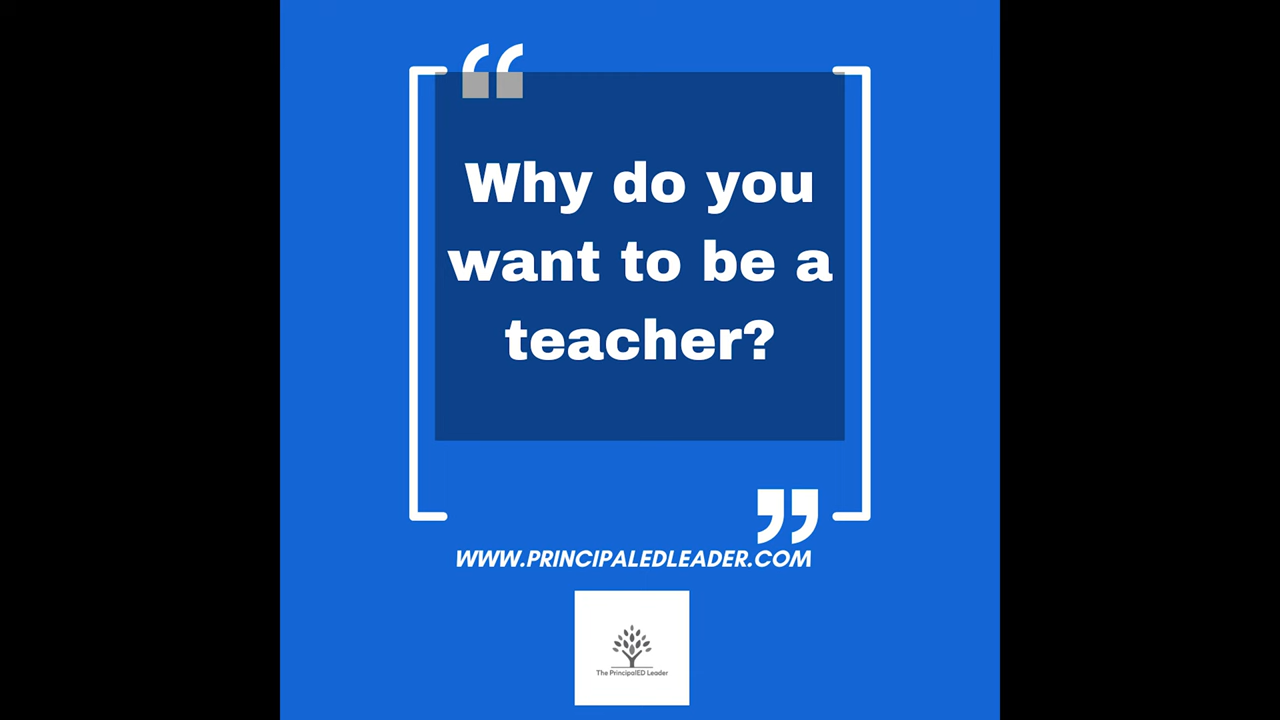 “
Why do you
want to be a
teacher?
”
WWW.PRINCIPALEDLEADER.COM
The PrincipalED Leader